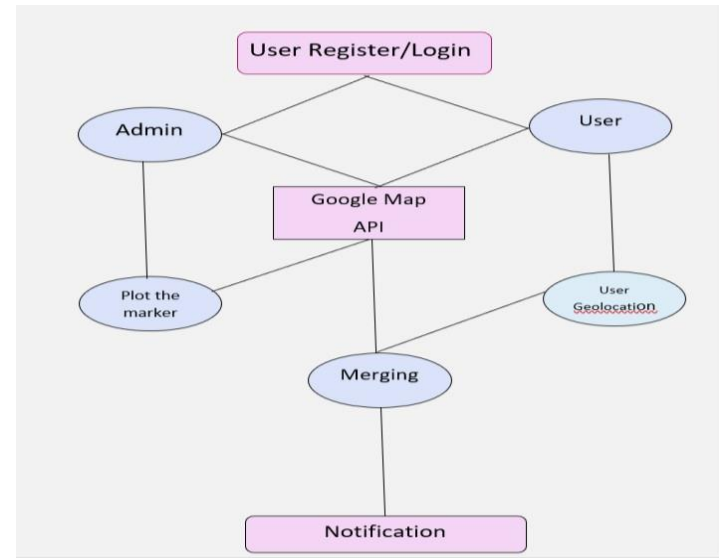 User Register/Login
Admin
User
Google Map
API
Plot the
marker
User
Geolocation
Merging
Notification